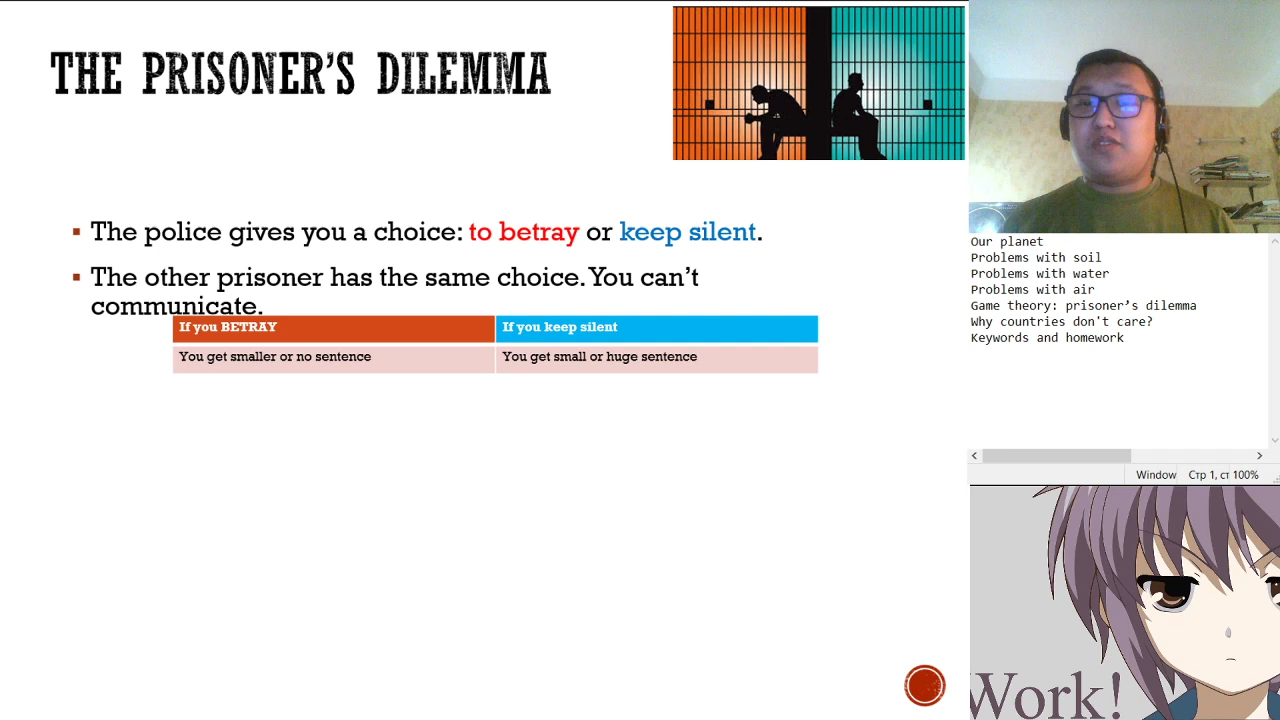 THE PRISONER'S DILEMMA
▪ The police gives you a choice: to betray or keep silent.
▪ The other prisoner has the same choice. You can't
communicate.
If you BETRAY
If you keep silent
You get smaller or no sentence
You get small or huge sentence
Our planet
Problems with soil
Problems with water
Problems with air
Game theory: prisoner's dilemma
Why countries don't care?
Keywords and homework
Window
Стр 1, ст
100%
Work!